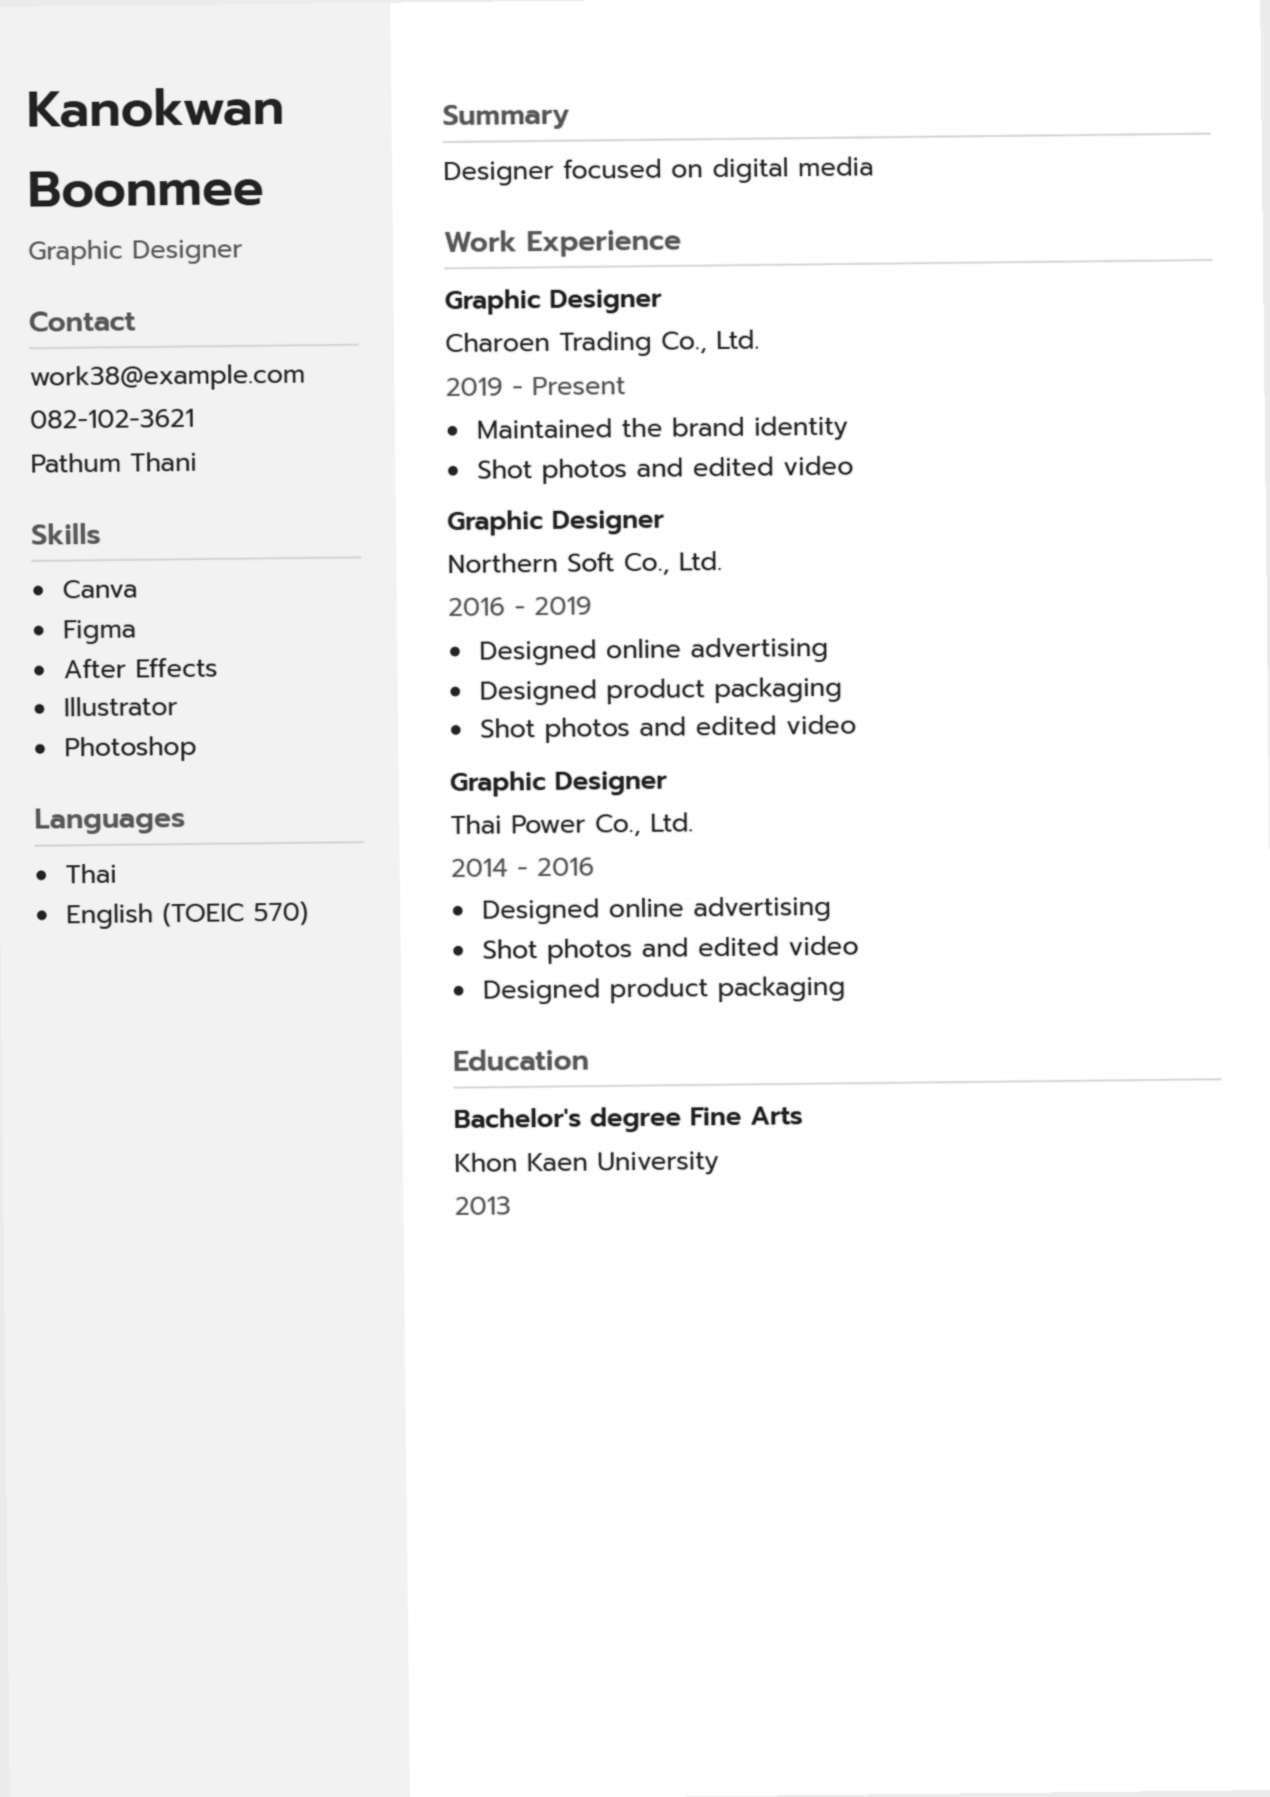 Kanokwan
Boonmee
Graphic Designer
Contact
work38@example.com
082-102-3621
Pathum Thani
Skills
• Canva
• Figma
• After Effects
• Illustrator
• Photoshop
Languages
• Thai
• English (TOEIC 570)
Summary
Designer focused on digital media
Work Experience
Graphic Designer
Charoen Trading Co., Ltd.
2019 - Present
• Maintained the brand identity
• Shot photos and edited video
Graphic Designer
Northern Soft Co., Ltd.
2016 - 2019
• Designed online advertising
• Designed product packaging
• Shot photos and edited video
Graphic Designer
Thai Power Co., Ltd.
2014 - 2016
• Designed online advertising
• Shot photos and edited video
• Designed product packaging
Education
Bachelor's degree Fine Arts
Khon Kaen University
2013